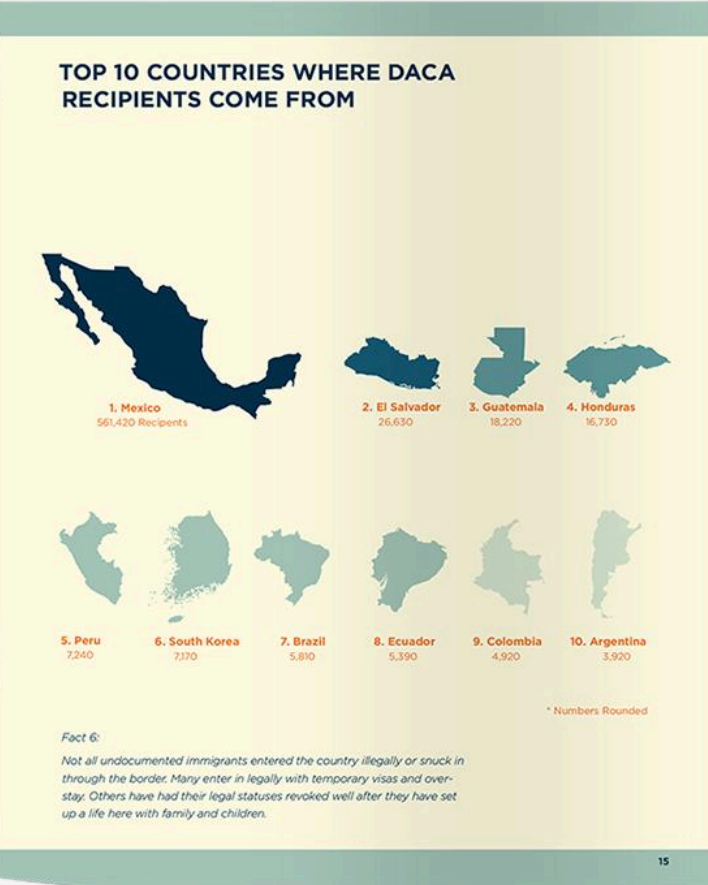 TOP 10 COUNTRIES WHERE DACA
RECIPIENTS COME FROM
1. Mexico
561,420 Recipents
2. El Salvador
26,630
3. Guatemala
18,220
4. Honduras
16,730
5. Peru
7,240
6. South Korea
7,170
7. Brazil
5,810
8. Ecuador
5,390
9. Colombia
4,920
10. Argentina
3,920
* Numbers Rounded
Fact 6:
Not all undocumented immigrants entered the country illegally or snuck in
through the border. Many enter in legally with temporary visas and over-
stay. Others have had their legal statuses revoked well after they have set
up a life here with family and children.
15